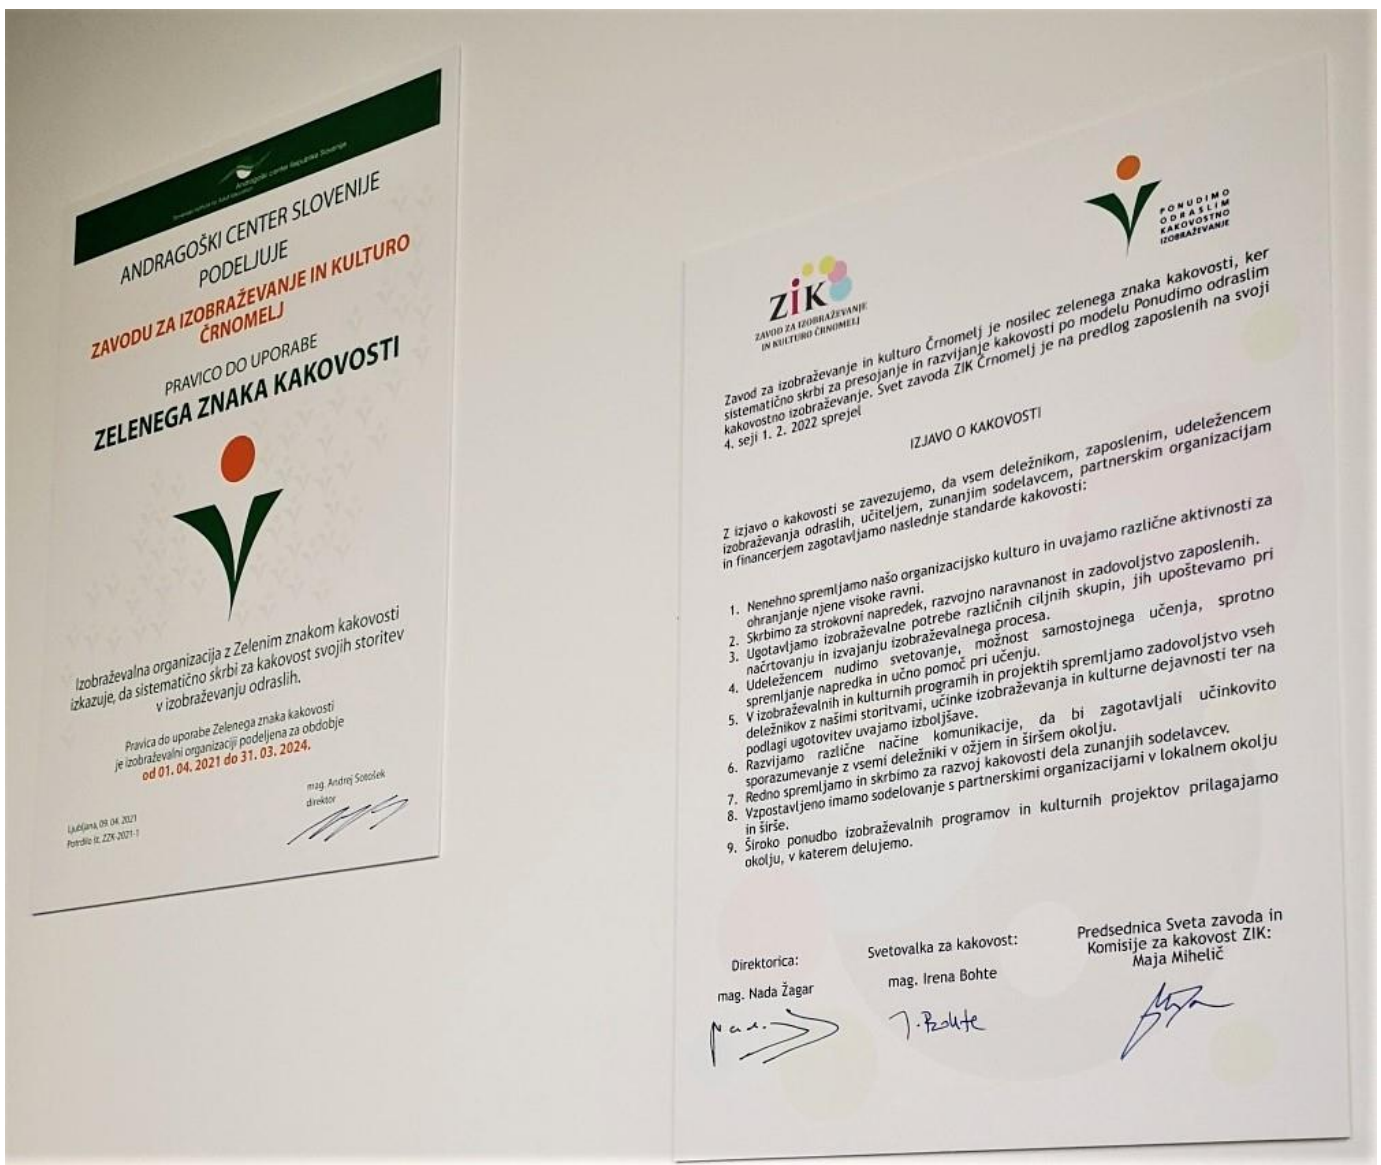 Andragoški center Republike Slovenije
ANDRAGOŠKI CENTER SLOVENIJE
PODELJUJE
ZAVODU ZA IZOBRAŽEVANJE IN KULTURO
ČRNOMELJ
PRAVICO DO UPORABE
ZELENEGA ZNAKA KAKOVOSTI
Izobraževalna organizacija z Zelenim znakom kakovosti
izkazuje, da sistematično skrbi za kakovost svojih storitev
v izobraževanju odraslih.
Pravica do uporabe Zelenega znaka kakovosti
je izobraževalni organizaciji podeljena za obdobje
od 01. 04. 2021 do 31. 03. 2024.
mag. Andrej Sotošek
direktor
Ljubljana, 09. 04. 2021
Potrdilo št. ZZK-2021-1
PONUDIMO
ODRASLIM
KAKOVOSTNO
IZOBRAŽEVANJE
ZiK
ZAVOD ZA IZOBRAŽEVANJE
IN KULTURO ČRNOMELJ
Zavod za izobraževanje in kulturo Črnomelj je nosilec zelenega znaka kakovosti, ker
sistematično skrbi za presojanje in razvijanje kakovosti po modelu Ponudimo odraslim
kakovostno izobraževanje. Svet zavoda ZIK Črnomelj je na predlog zaposlenih na svoji
4. seji 1. 2. 2022 sprejel
IZJAVO O KAKOVOSTI
Z izjavo o kakovosti se zavezujemo, da vsem deležnikom, zaposlenim, udeležencem
izobraževanja odraslih, učiteljem, zunanjim sodelavcem, partnerskim organizacijam
in financerjem zagotavljamo naslednje standarde kakovosti:
1. Nenehno spremljamo našo organizacijsko kulturo in uvajamo različne aktivnosti za
ohranjanje njene visoke ravni.
2. Skrbimo za strokovni napredek, razvojno naravnanost in zadovoljstvo zaposlenih.
3. Ugotavljamo izobraževalne potrebe različnih ciljnih skupin, jih upoštevamo pri
načrtovanju in izvajanju izobraževalnega procesa.
4. Udeležencem nudimo svetovanje, možnost samostojnega učenja, sprotno
spremljanje napredka in učno pomoč pri učenju.
5. V izobraževalnih in kulturnih programih in projektih spremljamo zadovoljstvo vseh
deležnikov z našimi storitvami, učinke izobraževanja in kulturne dejavnosti ter na
podlagi ugotovitev uvajamo izboljšave.
6. Razvijamo različne načine komunikacije, da bi zagotavljali učinkovito
sporazumevanje z vsemi deležniki v ožjem in širšem okolju.
7. Redno spremljamo in skrbimo za razvoj kakovosti dela zunanjih sodelavcev.
8. Vzpostavljeno imamo sodelovanje s partnerskimi organizacijami v lokalnem okolju
in širše.
9. Široko ponudbo izobraževalnih programov in kulturnih projektov prilagajamo
okolju, v katerem delujemo.
Direktorica:
mag. Nada Žagar
Svetovalka za kakovost:
mag. Irena Bohte
I. Bohte
Predsednica Sveta zavoda in
Komisije za kakovost ZIK:
Maja Mihelič